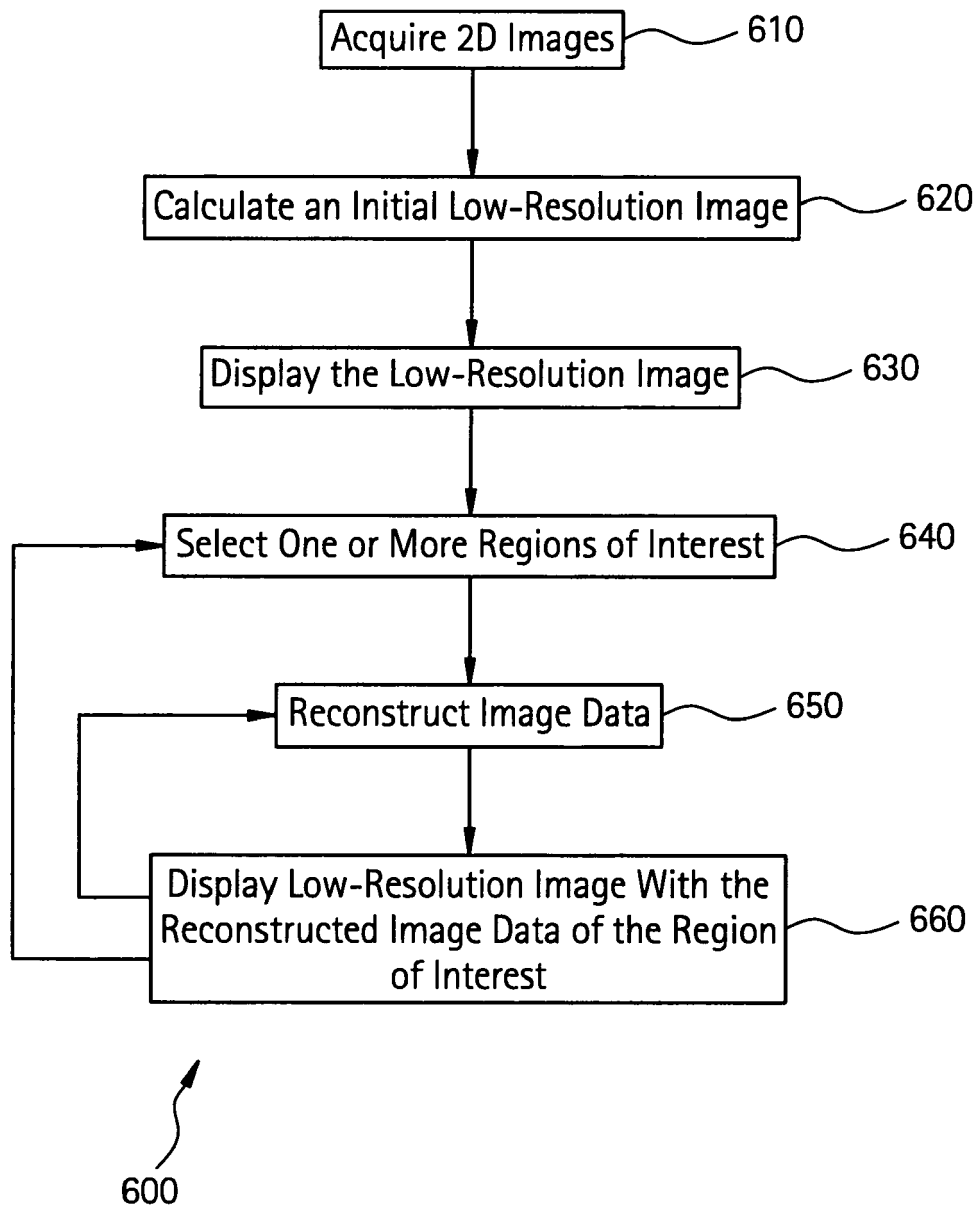 Acquire 2D Images
610
Calculate an Initial Low-Resolution Image
620
Display the Low-Resolution Image
630
Select One or More Regions of Interest
640
Reconstruct Image Data
650
Display Low-Resolution Image With the
Reconstructed Image Data of the Region
of Interest
660
600